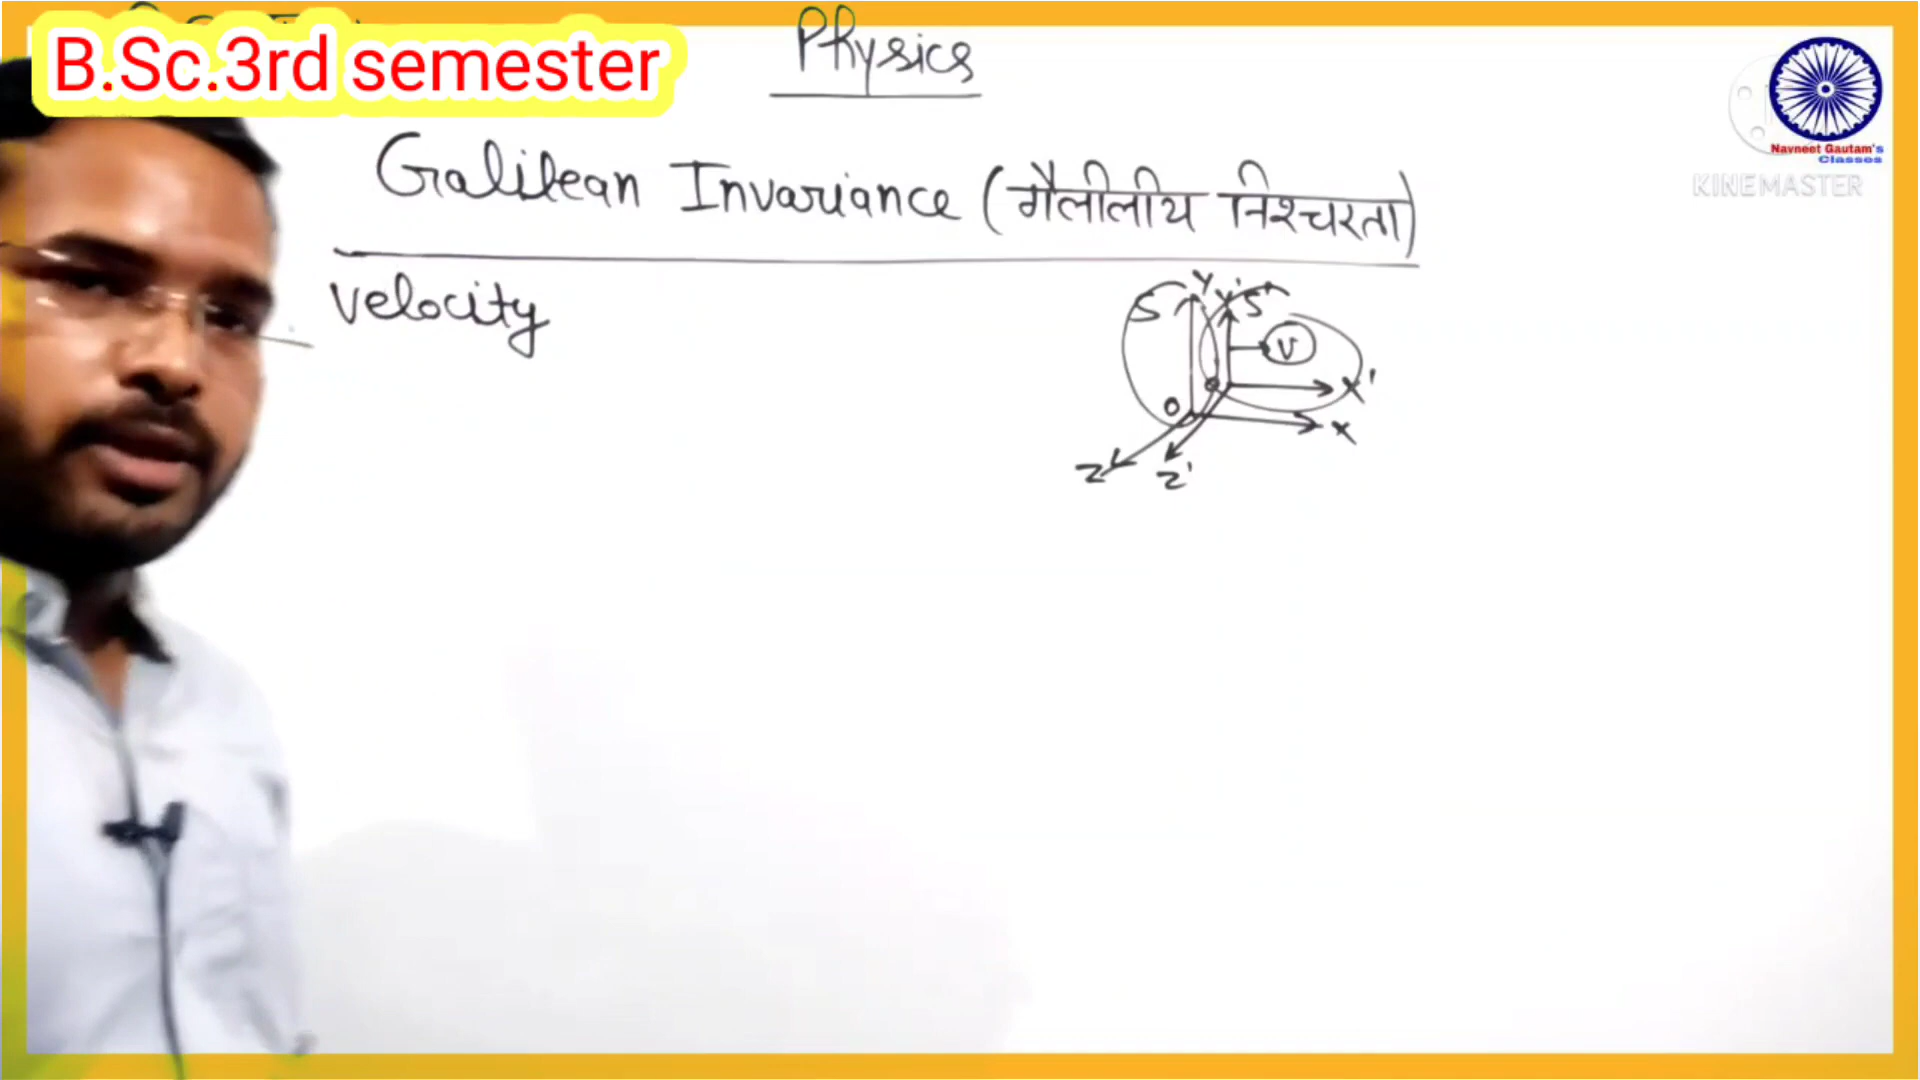 B.Sc.3rd semester
Physics
Navneet Gautam's
Classes
KINEMASTER
Galilean Invariance (गैलीलीय निश्चरता)
velocity
S Y Y' S'
V
X'
O
X
Z Z'